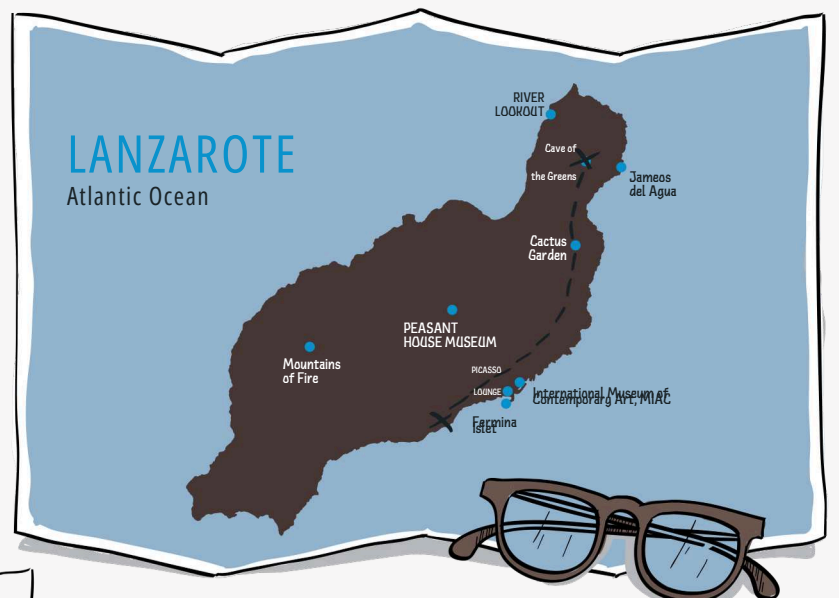 LANZAROTE
Atlantic Ocean
RIVER
LOOKOUT
Cave of
the Greens
Jameos
del Agua
Cactus
Garden
PEASANT
HOUSE MUSEUM
Mountains
of Fire
PICASSO
LOUNGE
International Museum of
Contemporary Art, MIAC
Fermina
Islet